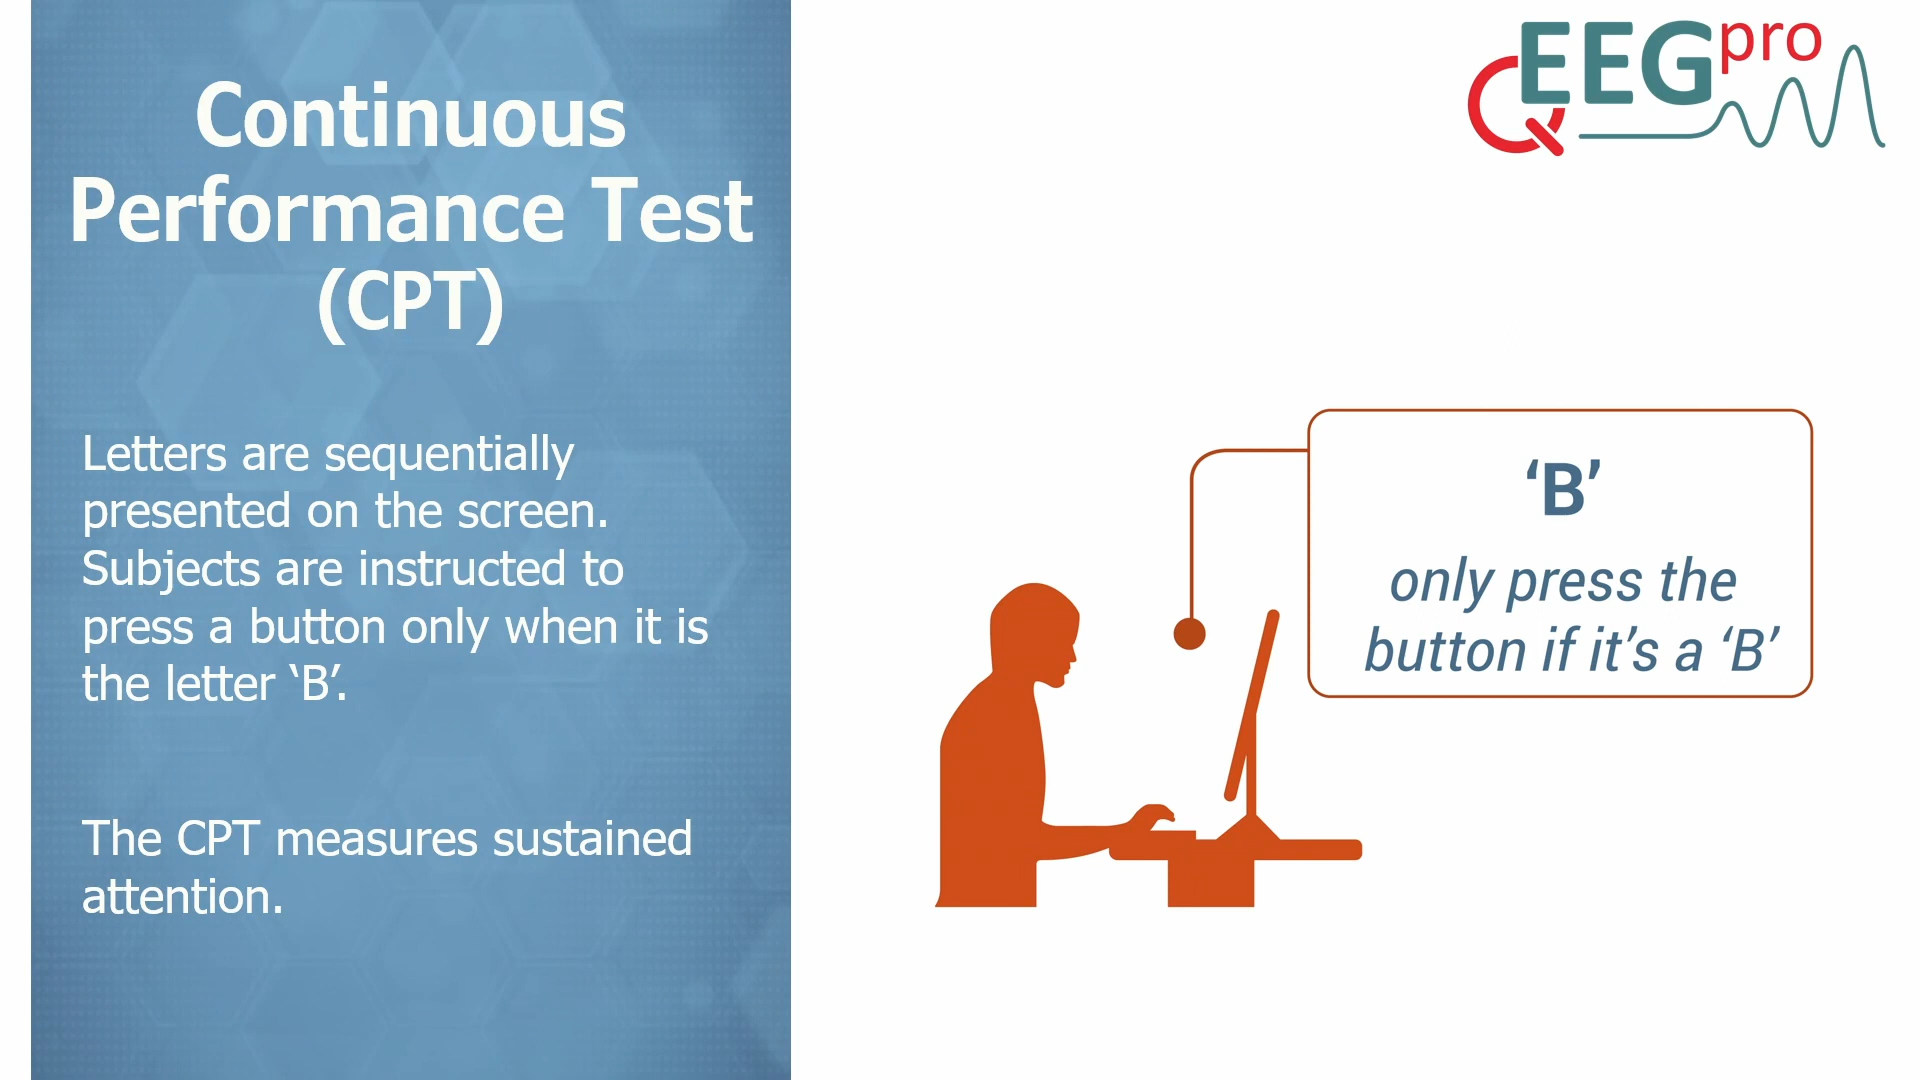 Continuous
Performance Test
(CPT)
Letters are sequentially
presented on the screen.
Subjects are instructed to
press a button only when it is
the letter ‘B’.
The CPT measures sustained
attention.
QEEGpro
‘B’
only press the
button if it’s a ‘B’